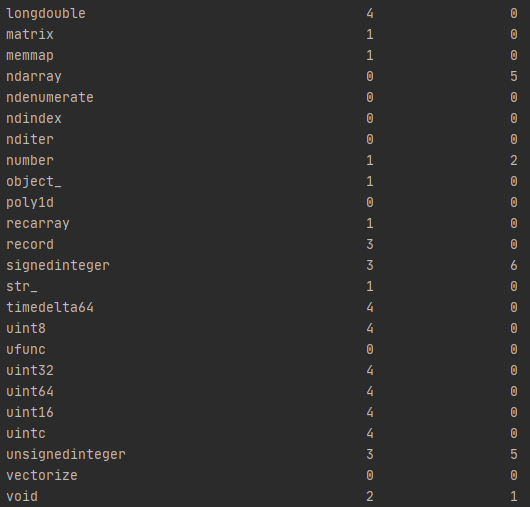 longdouble 4 0
matrix 1 0
memmap 1 0
ndarray 0 5
ndenumerate 0 0
ndindex 0 0
nditer 0 0
number 1 2
object_ 1 0
poly1d 0 0
recarray 1 0
record 3 0
signedinteger 3 6
str_ 1 0
timedelta64 4 0
uint8 4 0
ufunc 0 0
uint32 4 0
uint64 4 0
uint16 4 0
uintc 4 0
unsignedinteger 3 5
vectorize 0 0
void 2 1